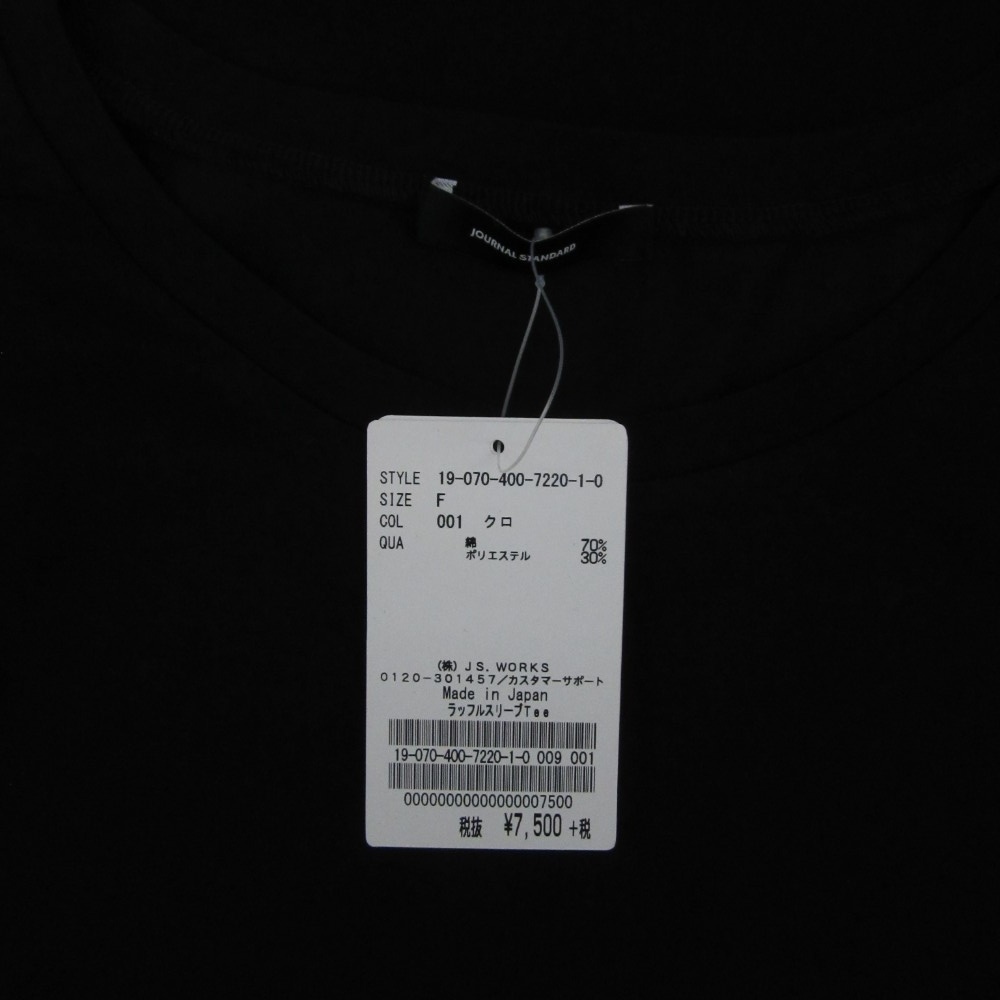 JOURNAL STANDARD
STYLE 19-070-400-7220-1-0
SIZE F
COL 001 クロ
QUA 綿 70%
ポリエステル 30%
(株) JS. WORKS
0120-301457/カスタマーサポート
Made in Japan
ラッフルスリーブTee
19-070-400-7220-1-0 009 001
00000000000000007500
税抜 ¥7,500 +税